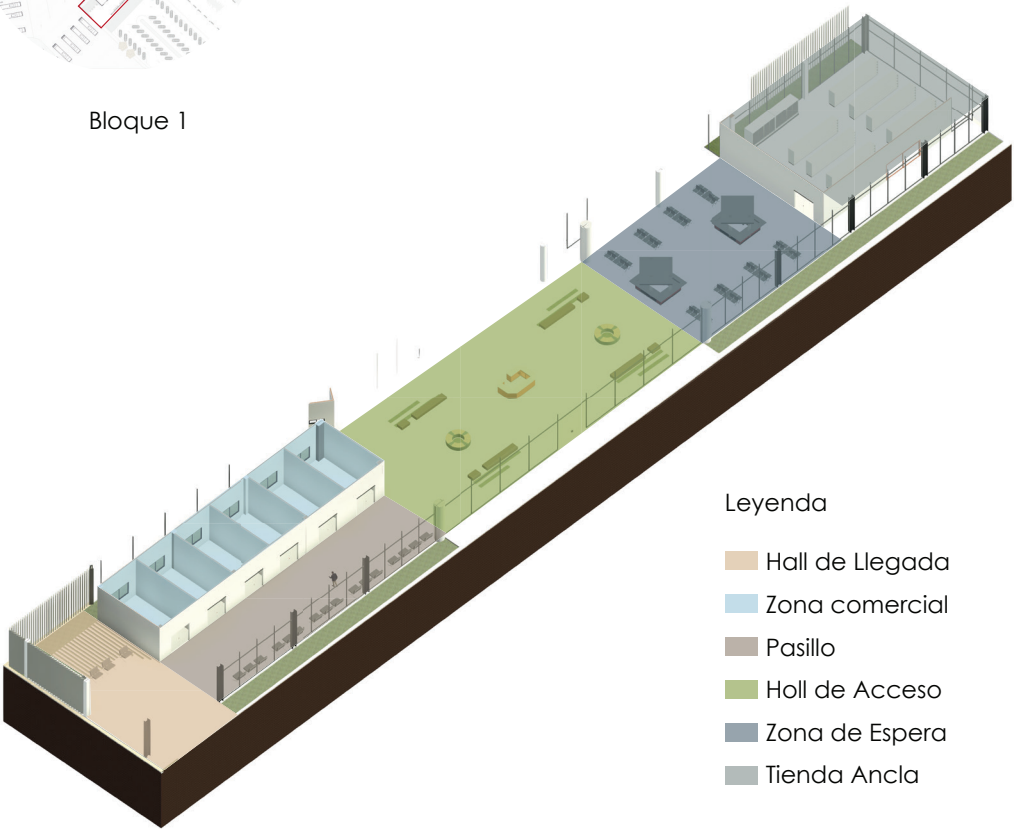 Bloque 1
Leyenda
Hall de Llegada
Zona comercial
Pasillo
Holl de Acceso
Zona de Espera
Tienda Ancla